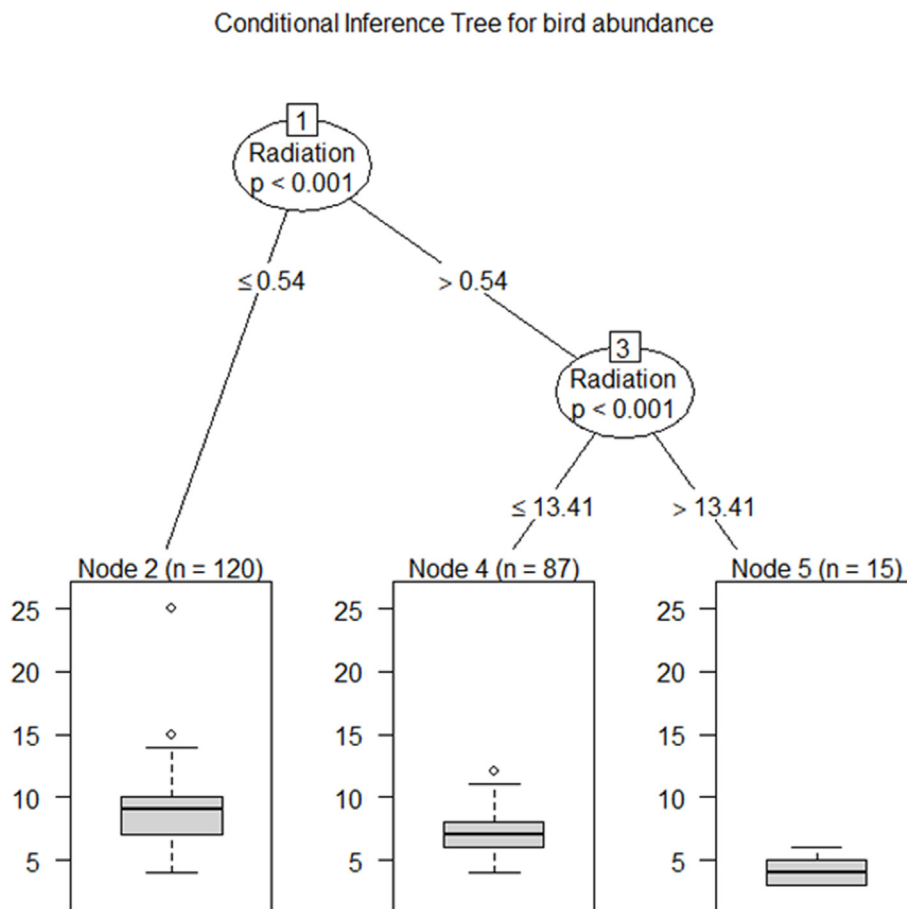 Conditional Inference Tree for bird abundance
1
Radiation
p < 0.001
≤ 0.54
> 0.54
3
Radiation
p < 0.001
≤ 13.41
> 13.41
Node 2 (n = 120)
25
20
15
10
5
Node 4 (n = 87)
25
20
15
10
5
Node 5 (n = 15)
25
20
15
10
5